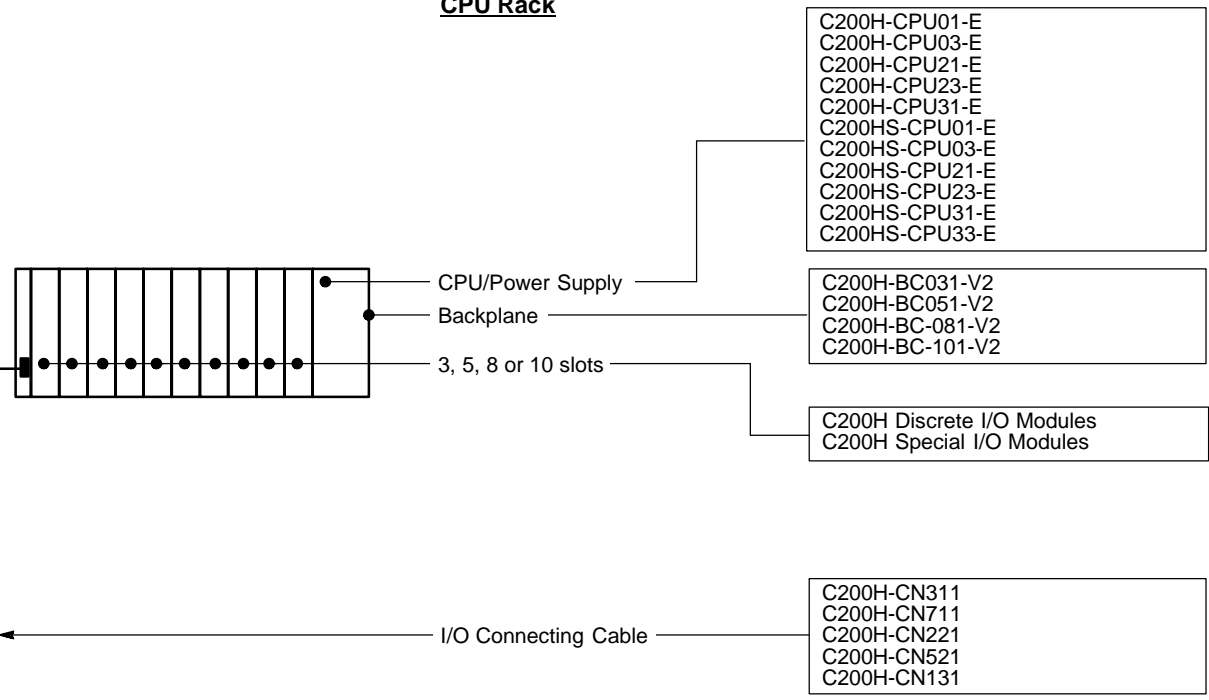 CPU Rack
C200H-CPU01-E
C200H-CPU03-E
C200H-CPU21-E
C200H-CPU23-E
C200H-CPU31-E
C200HS-CPU01-E
C200HS-CPU03-E
C200HS-CPU21-E
C200HS-CPU23-E
C200HS-CPU31-E
C200HS-CPU33-E
CPU/Power Supply
Backplane
3, 5, 8 or 10 slots
C200H-BC031-V2
C200H-BC051-V2
C200H-BC-081-V2
C200H-BC-101-V2
C200H Discrete I/O Modules
C200H Special I/O Modules
I/O Connecting Cable
C200H-CN311
C200H-CN711
C200H-CN221
C200H-CN521
C200H-CN131